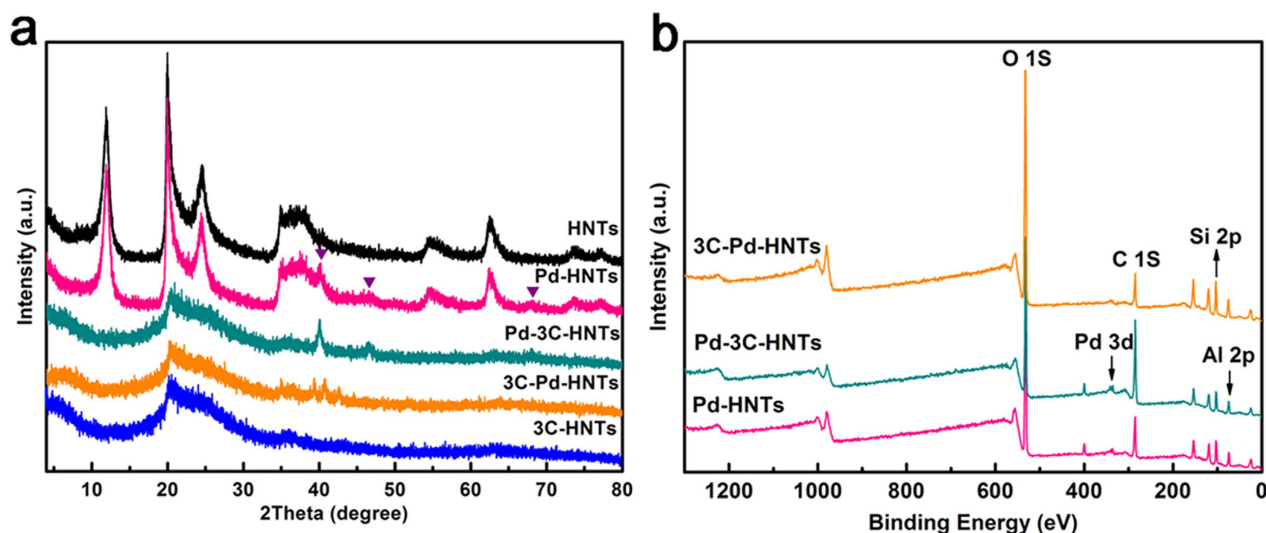 a
Intensity (a.u.)
HNTs
Pd-HNTs
Pd-3C-HNTs
3C-Pd-HNTs
3C-HNTs
10 20 30 40 50 60 70 80
2Theta (degree)
b
Intensity (a.u.)
O 1S
3C-Pd-HNTs
Si 2p
C 1S
Pd-3C-HNTs
Pd 3d
Al 2p
Pd-HNTs
1200 1000 800 600 400 200 0
Binding Energy (eV)